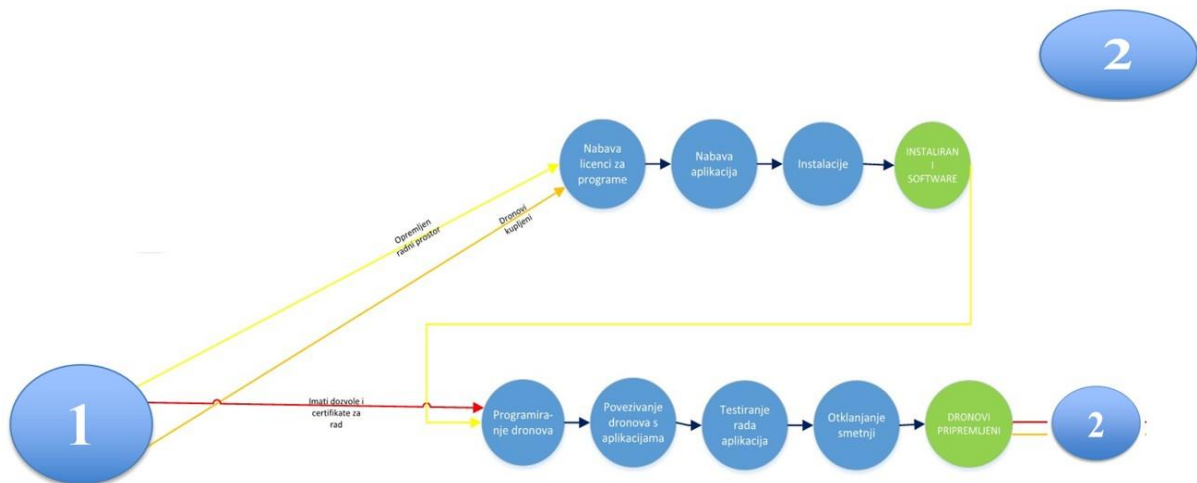 2
Nabava
licenci za
programe
Nabava
aplikacija
Instalacije
INSTALIRAN
I
SOFTWARE
Opremljen
radni prostor
Dronovi
kupljeni
1
Imati dozvole i
certifikate za
rad
Programira-
nje dronova
Povezivanje
dronova s
aplikacijama
Testiranje
rada
aplikacija
Otklanjanje
smetnji
DRONOVI
PRIPREMLJENI
2